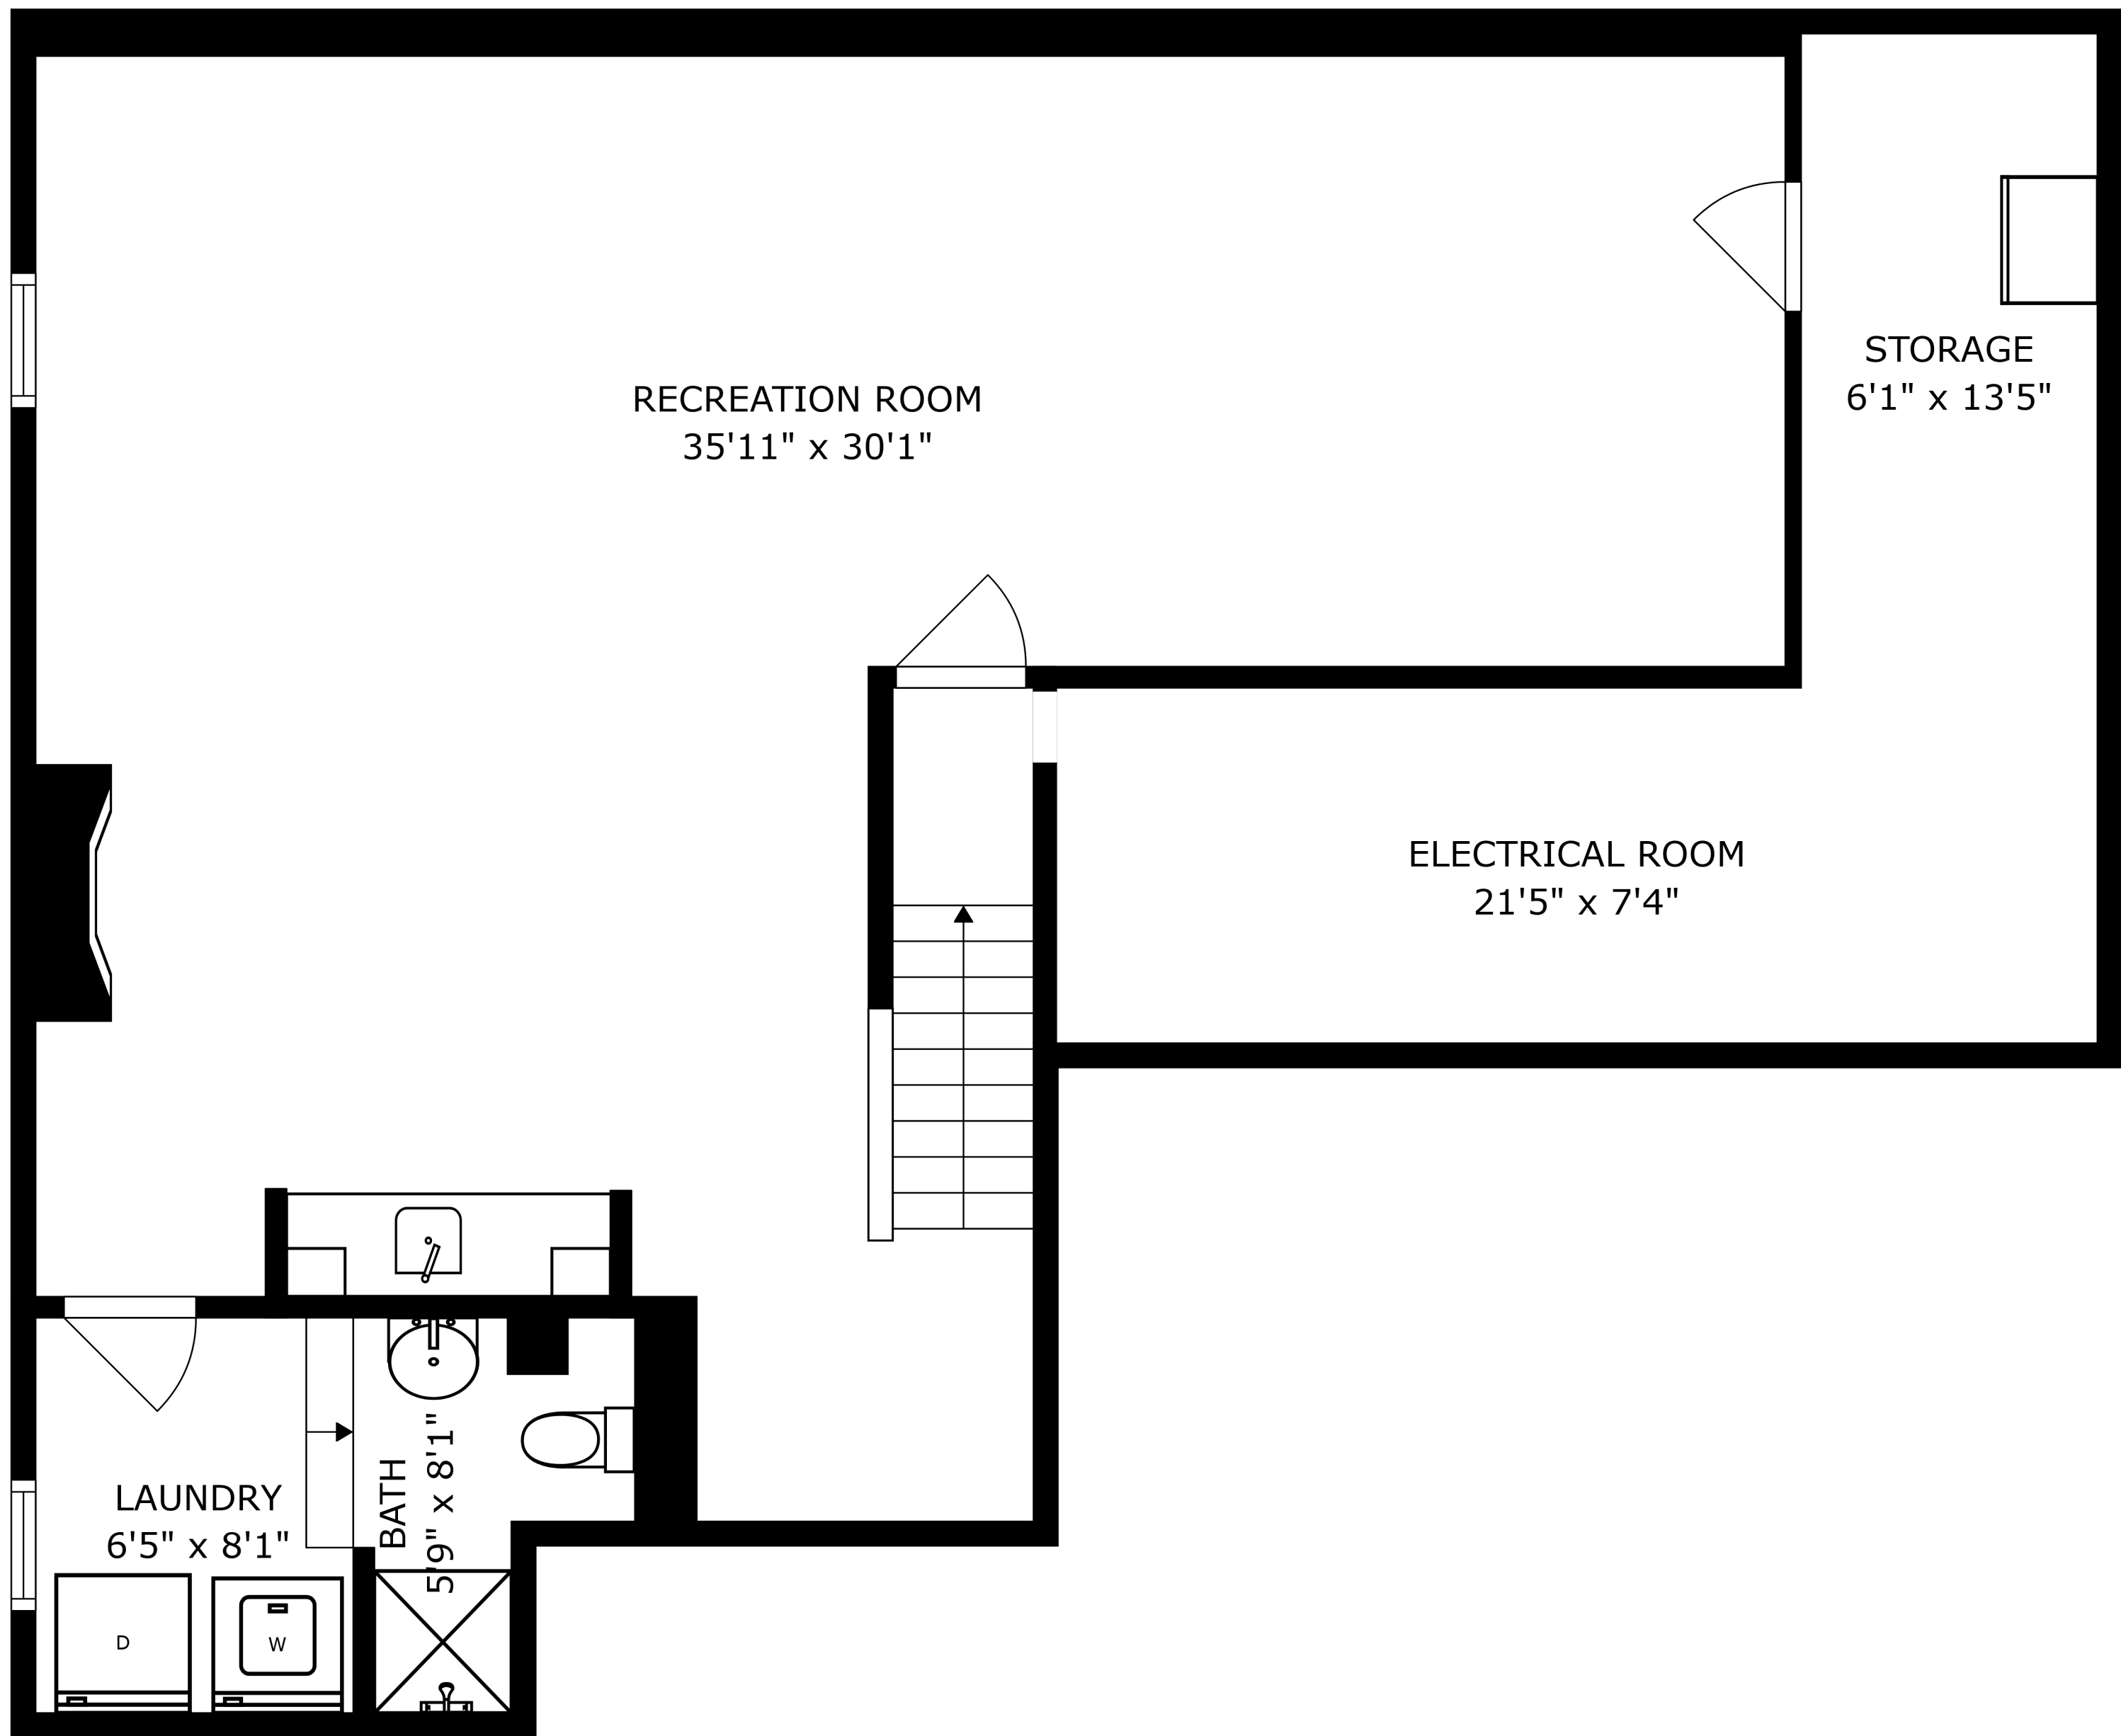 RECREATION ROOM
35'11" x 30'1"
STORAGE
6'1" x 13'5"
ELECTRICAL ROOM
21'5" x 7'4"
LAUNDRY
6'5" x 8'1"
BATH
5'9" x 8'1"
D
W